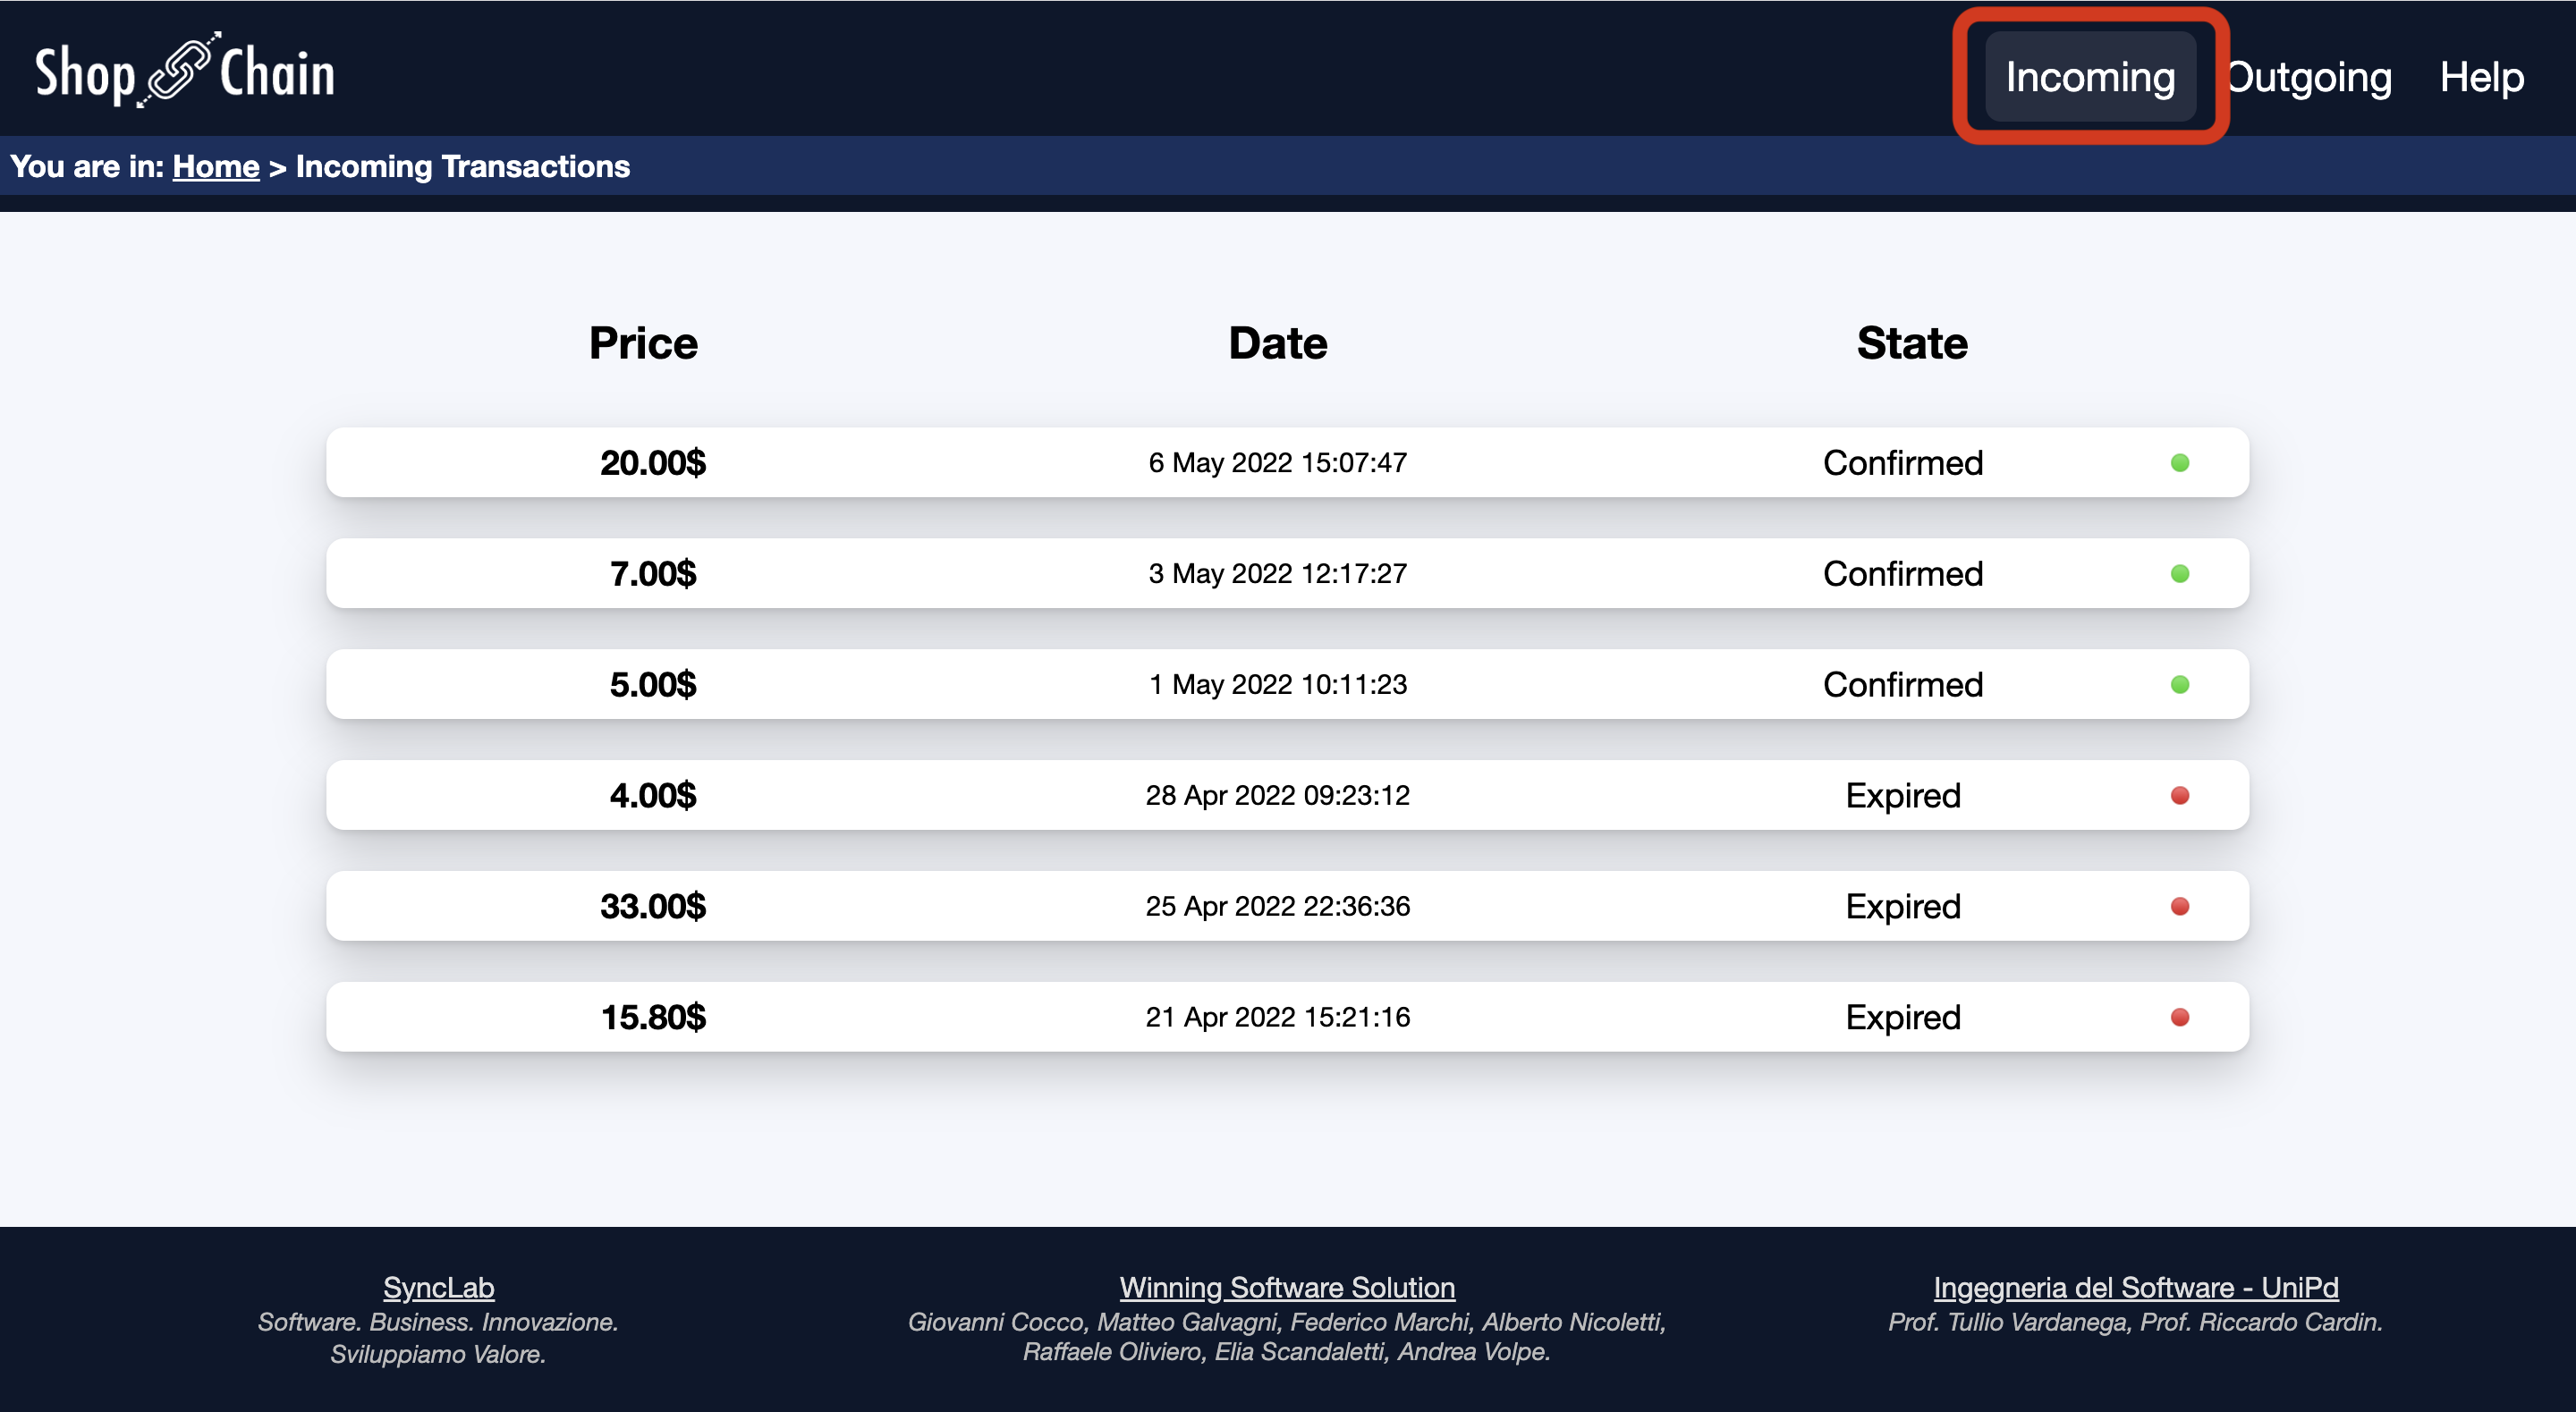 Shop Chain
Incoming Outgoing Help
You are in: Home > Incoming Transactions
Price Date State
20.00$ 6 May 2022 15:07:47 Confirmed
7.00$ 3 May 2022 12:17:27 Confirmed
5.00$ 1 May 2022 10:11:23 Confirmed
4.00$ 28 Apr 2022 09:23:12 Expired
33.00$ 25 Apr 2022 22:36:36 Expired
15.80$ 21 Apr 2022 15:21:16 Expired
SyncLab
Software. Business. Innovazione.
Sviluppiamo Valore.
Winning Software Solution
Giovanni Cocco, Matteo Galvagni, Federico Marchi, Alberto Nicoletti,
Raffaele Oliviero, Elia Scandaletti, Andrea Volpe.
Ingegneria del Software - UniPd
Prof. Tullio Vardanega, Prof. Riccardo Cardin.